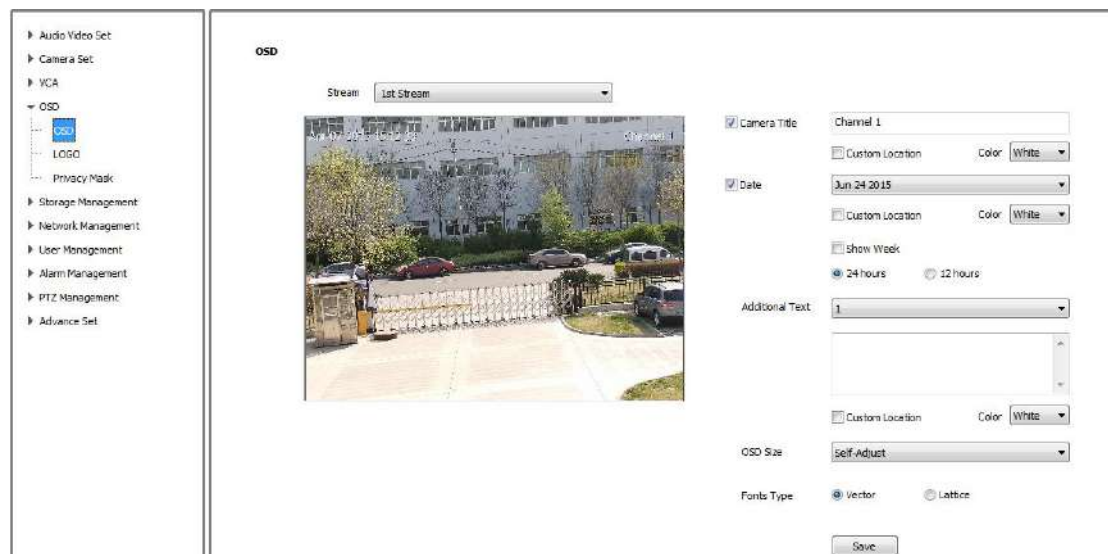 Audio Video Set
Camera Set
VCA
OSD
OSD
LOGO
Privacy Mask
Storage Management
Network Management
User Management
Alarm Management
PTZ Management
Advance Set
OSD
Stream 1st Stream
Channel 1
Camera Title Channel 1
Custom Location Color White
Date Jun 24 2015
Custom Location Color White
Show Week
24 hours 12 hours
Additional Text 1
Custom Location Color White
OSD Size Self-Adjust
Fonts Type Vector Lattice
Save